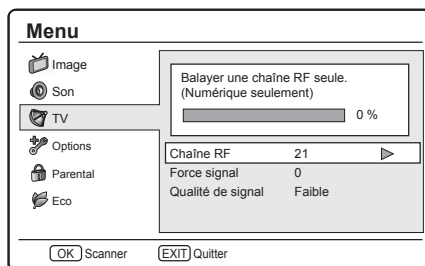 Menu
Image
Son
TV
Options
Parental
Eco
Balayer une chaîne RF seule.
(Numérique seulement)
0 %
Chaîne RF 21
Force signal 0
Qualité de signal Faible
OK Scanner EXIT Quitter